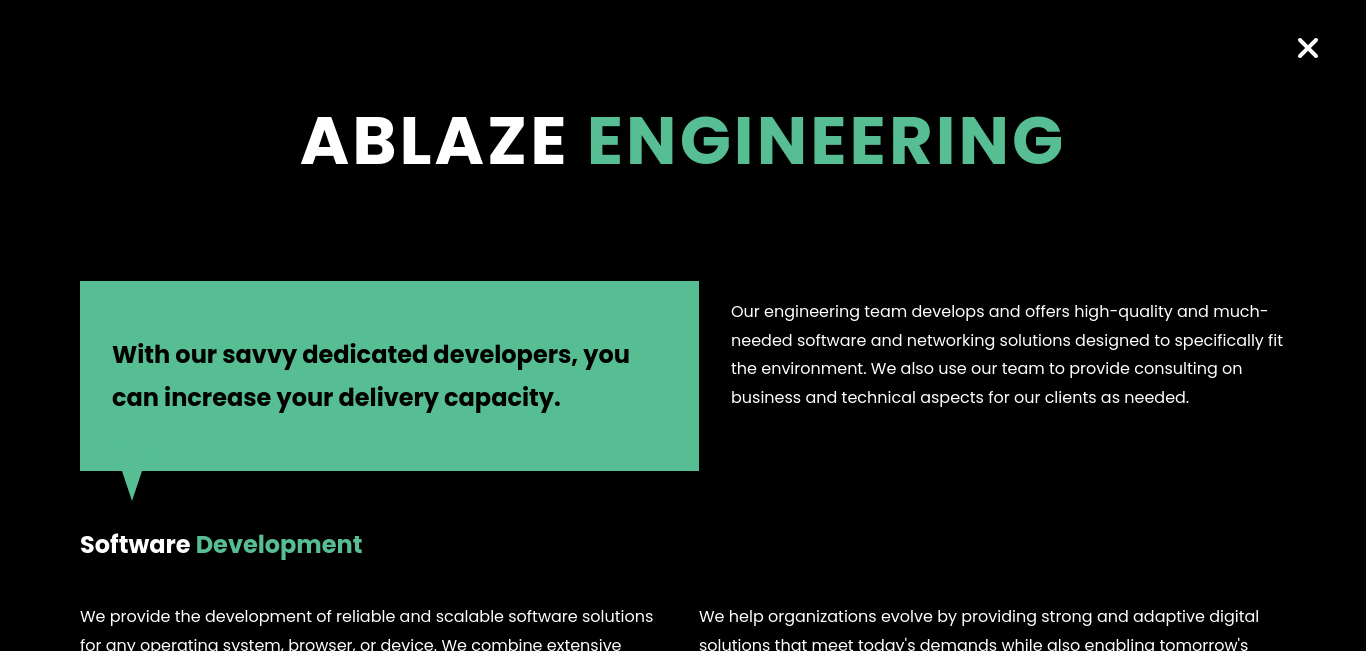 ABLAZE ENGINEERING
With our savvy dedicated developers, you
can increase your delivery capacity.
Our engineering team develops and offers high-quality and much-
needed software and networking solutions designed to specifically fit
the environment. We also use our team to provide consulting on
business and technical aspects for our clients as needed.
Software Development
We provide the development of reliable and scalable software solutions
for any operating system, browser, or device. We combine extensive
We help organizations evolve by providing strong and adaptive digital
solutions that meet today's demands while also enabling tomorrow's